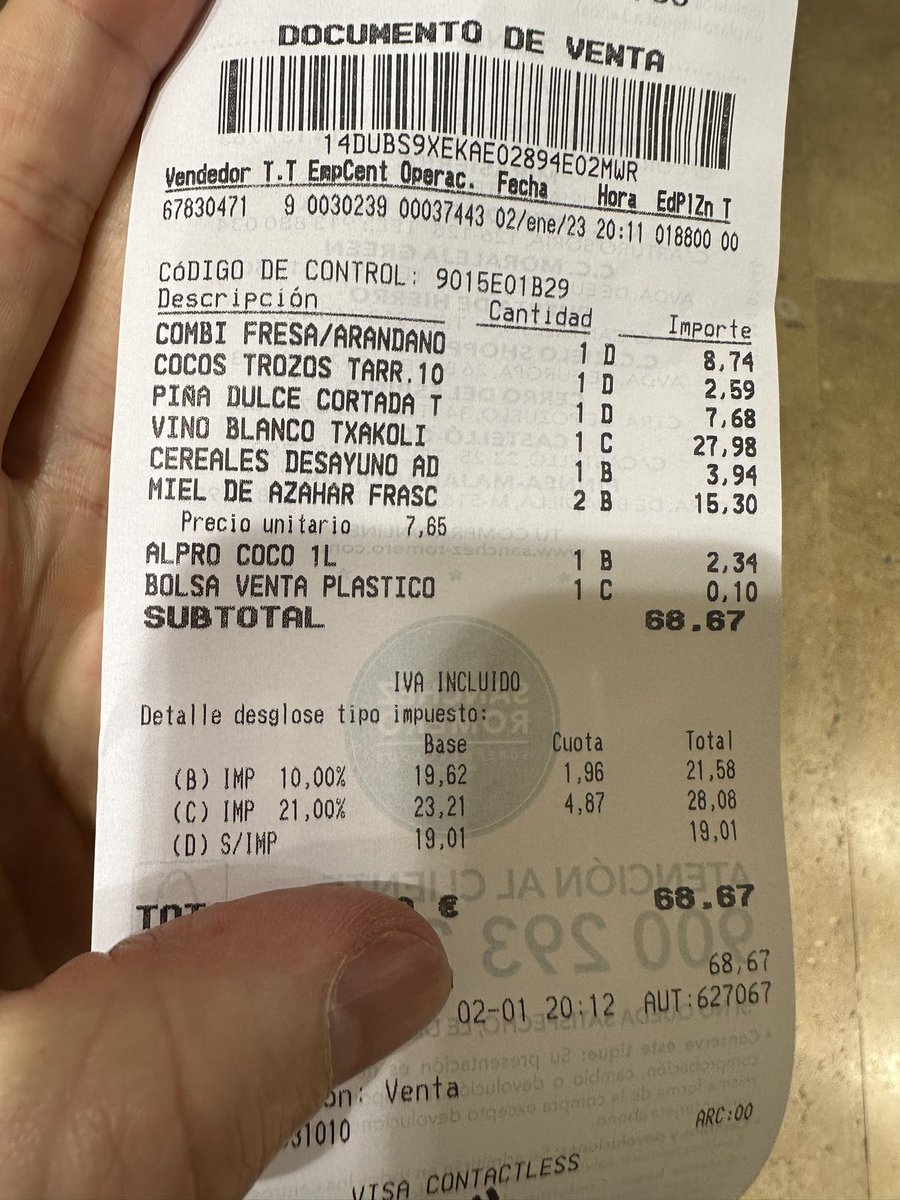 DOCUMENTO DE VENTA
14DUBS9XEKAE02894E02MWR
Vendedor T.T EmpCent Operac. Fecha Hora EdPlZn T
67830471 9 0030239 00037443 02/ene/23 20:11 018800 00
CóDIGO DE CONTROL: 9015E01B29
Descripción Cantidad Importe
COMBI FRESA/ARANDANO 1 D 8,74
COCOS TROZOS TARR.10 1 D 2,59
PIÑA DULCE CORTADA T 1 D 7,68
VINO BLANCO TXAKOLI 1 C 27,98
CEREALES DESAYUNO AD 1 B 3,94
MIEL DE AZAHAR FRASC 2 B 15,30
Precio unitario 7,65
ALPRO COCO 1L 1 B 2,34
BOLSA VENTA PLASTICO 1 C 0,10
SUBTOTAL 68.67
IVA INCLUIDO
Detalle desglose tipo impuesto:
Base Cuota Total
(B) IMP 10,00% 19,62 1,96 21,58
(C) IMP 21,00% 23,21 4,87 28,08
(D) S/IMP 19,01 19,01
€ 68.67
68,67
02-01 20:12 AUT:627067
Venta
ARC:00
VISA CONTACTLESS